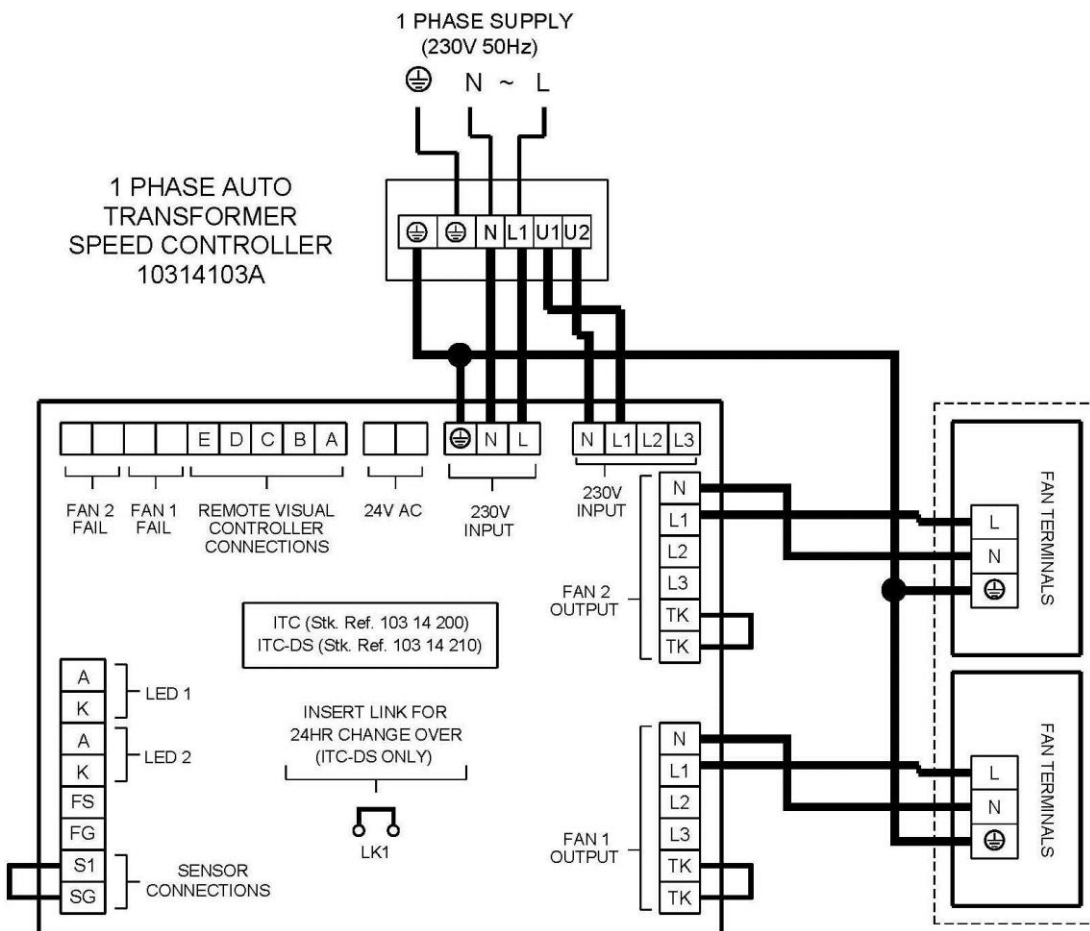 1 PHASE SUPPLY
(230V 50Hz)
N ~ L
1 PHASE AUTO
TRANSFORMER
SPEED CONTROLLER
10314103A
N L1 U1 U2
E D C B A
N L
N L1 L2 L3
FAN 2
FAIL
FAN 1
FAIL
REMOTE VISUAL
CONTROLLER
CONNECTIONS
24V AC
230V
INPUT
230V
INPUT
N
L1
L2
L3
TK
TK
FAN 2
OUTPUT
L
N
FAN TERMINALS
ITC (Stk. Ref. 103 14 200)
ITC-DS (Stk. Ref. 103 14 210)
A
K
LED 1
A
K
LED 2
FS
FG
S1
SG
SENSOR
CONNECTIONS
INSERT LINK FOR
24HR CHANGE OVER
(ITC-DS ONLY)
LK1
N
L1
L2
L3
TK
TK
FAN 1
OUTPUT
L
N
FAN TERMINALS